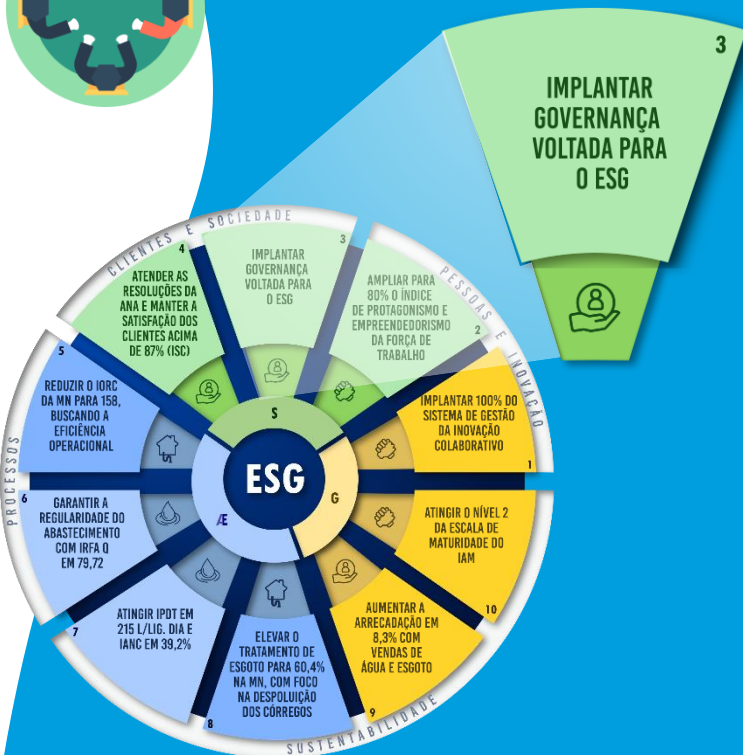 3
IMPLANTAR
GOVERNANÇA
VOLTADA PARA
O ESG
CLIENTES E SOCIEDADE
4
ATENDER AS
RESOLUÇÕES DA
ANA E MANTER A
SATISFAÇÃO DOS
CLIENTES ACIMA
DE 87% (ISC)
3
IMPLANTAR
GOVERNANÇA
VOLTADA PARA
O ESG
PESSOAS E INOVAÇÃO
AMPLIAR PARA
80% O ÍNDICE
DE PROTAGONISMO E
EMPREENDEDORISMO
DA FORÇA DE
TRABALHO
2
IMPLANTAR 100% DO
SISTEMA DE GESTÃO
DA INOVAÇÃO
COLABORATIVO
1
PROCESSOS
5
REDUZIR O IORC
DA MN PARA 158,
BUSCANDO A
EFICIÊNCIA
OPERACIONAL
6
GARANTIR A
REGULARIDADE DO
ABASTECIMENTO
COM IRFA Q
EM 79,72
S
ESG
G
Æ
ATINGIR O NÍVEL 2
DA ESCALA DE
MATURIDADE DO
IAM
10
7
ATINGIR IPDT EM
215 L/LIG. DIA E
IANC EM 39,2%
ELEVAR O
TRATAMENTO DE
ESGOTO PARA 60,4%
NA MN, COM FOCO
NA DESPOLUIÇÃO
DOS CÓRREGOS
8
AUMENTAR A
ARRECADAÇÃO EM
8,3% COM
VENDAS DE
ÁGUA E ESGOTO
9
SUSTENTABILIDADE